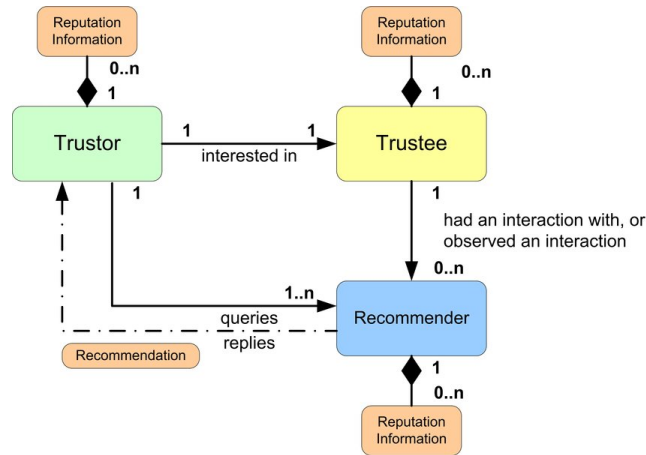 Reputation
Information
Reputation
Information
0..n
0..n
1
1
Trustor
1
1
Trustee
interested in
1
1
had an interaction with, or
observed an interaction
0..n
1..n
queries
Recommender
replies
Recommendation
1
0..n
Reputation
Information